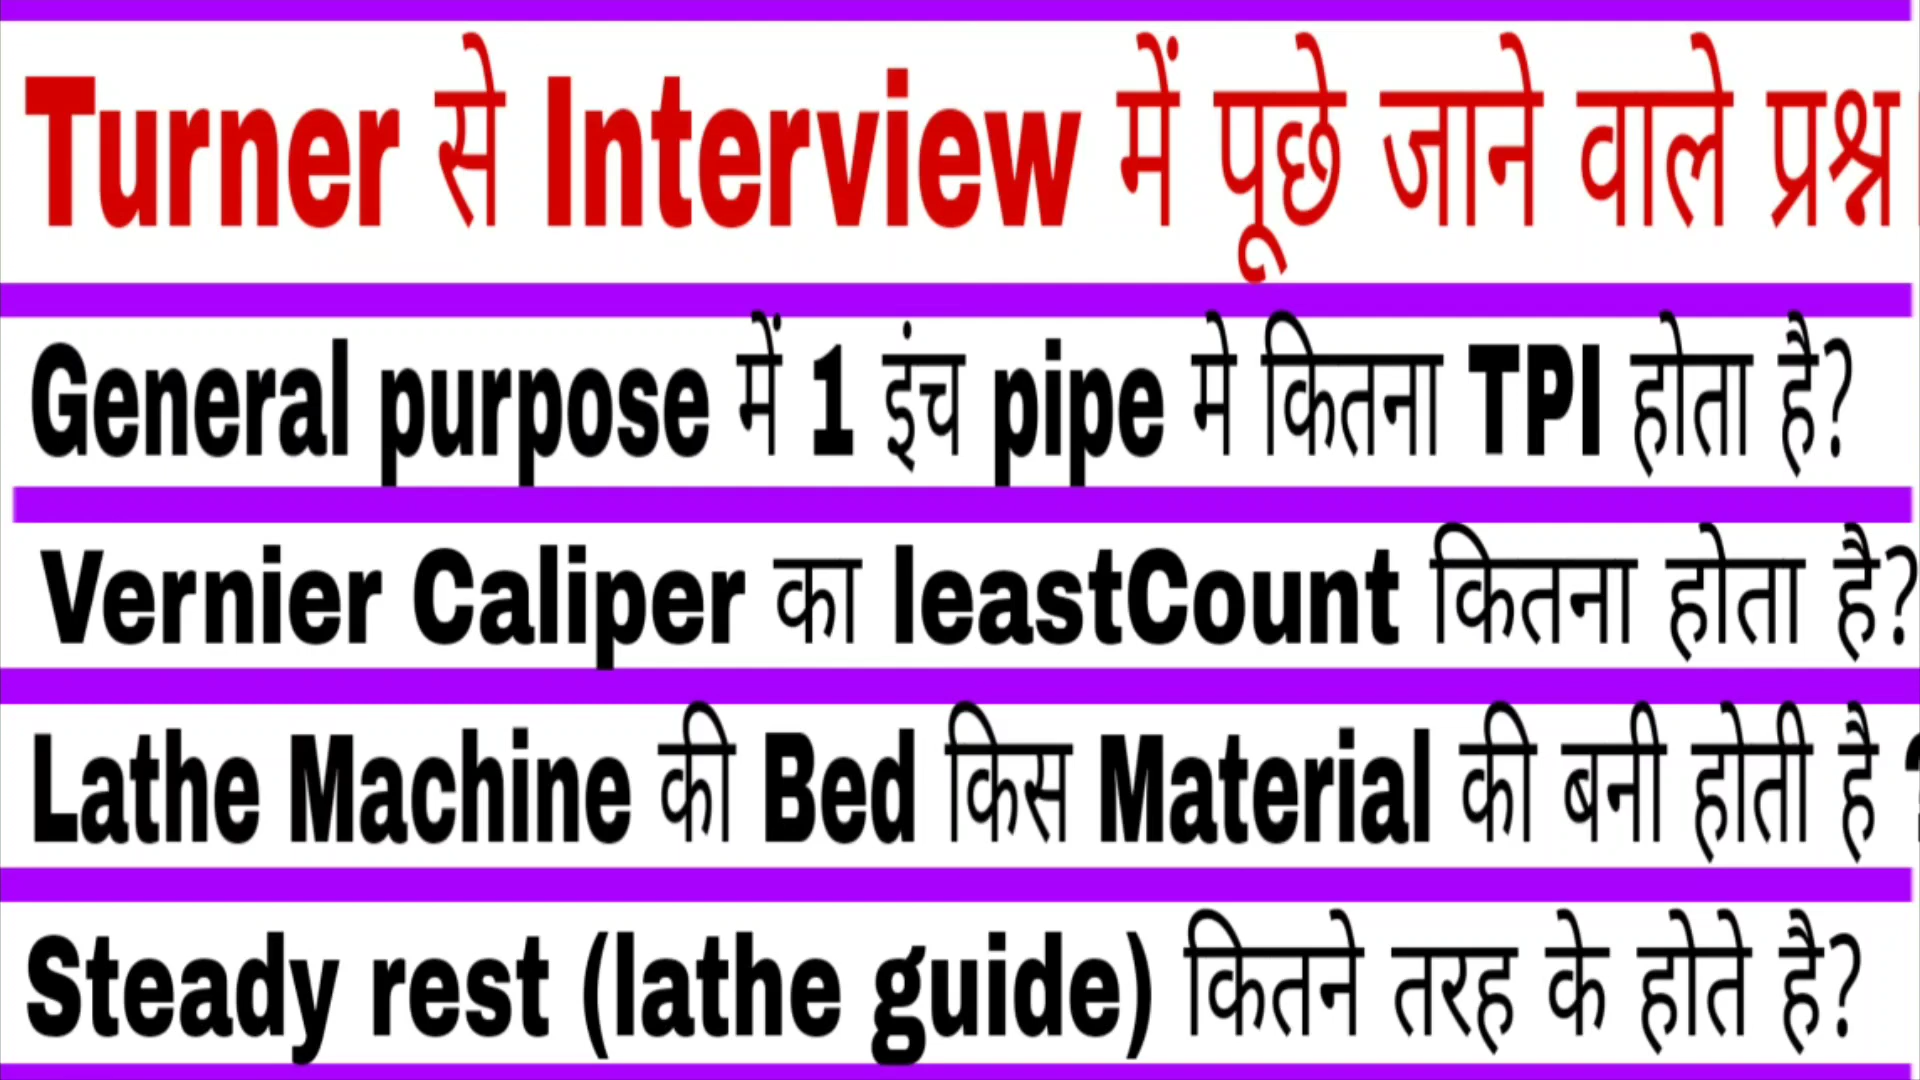 Turner से Interview में पूछे जाने वाले प्रश्न
General purpose में 1 इंच pipe मे कितना TPI होता है?
Vernier Caliper का leastCount कितना होता है?
Lathe Machine की Bed किस Material की बनी होती है ?
Steady rest (lathe guide) कितने तरह के होते है?